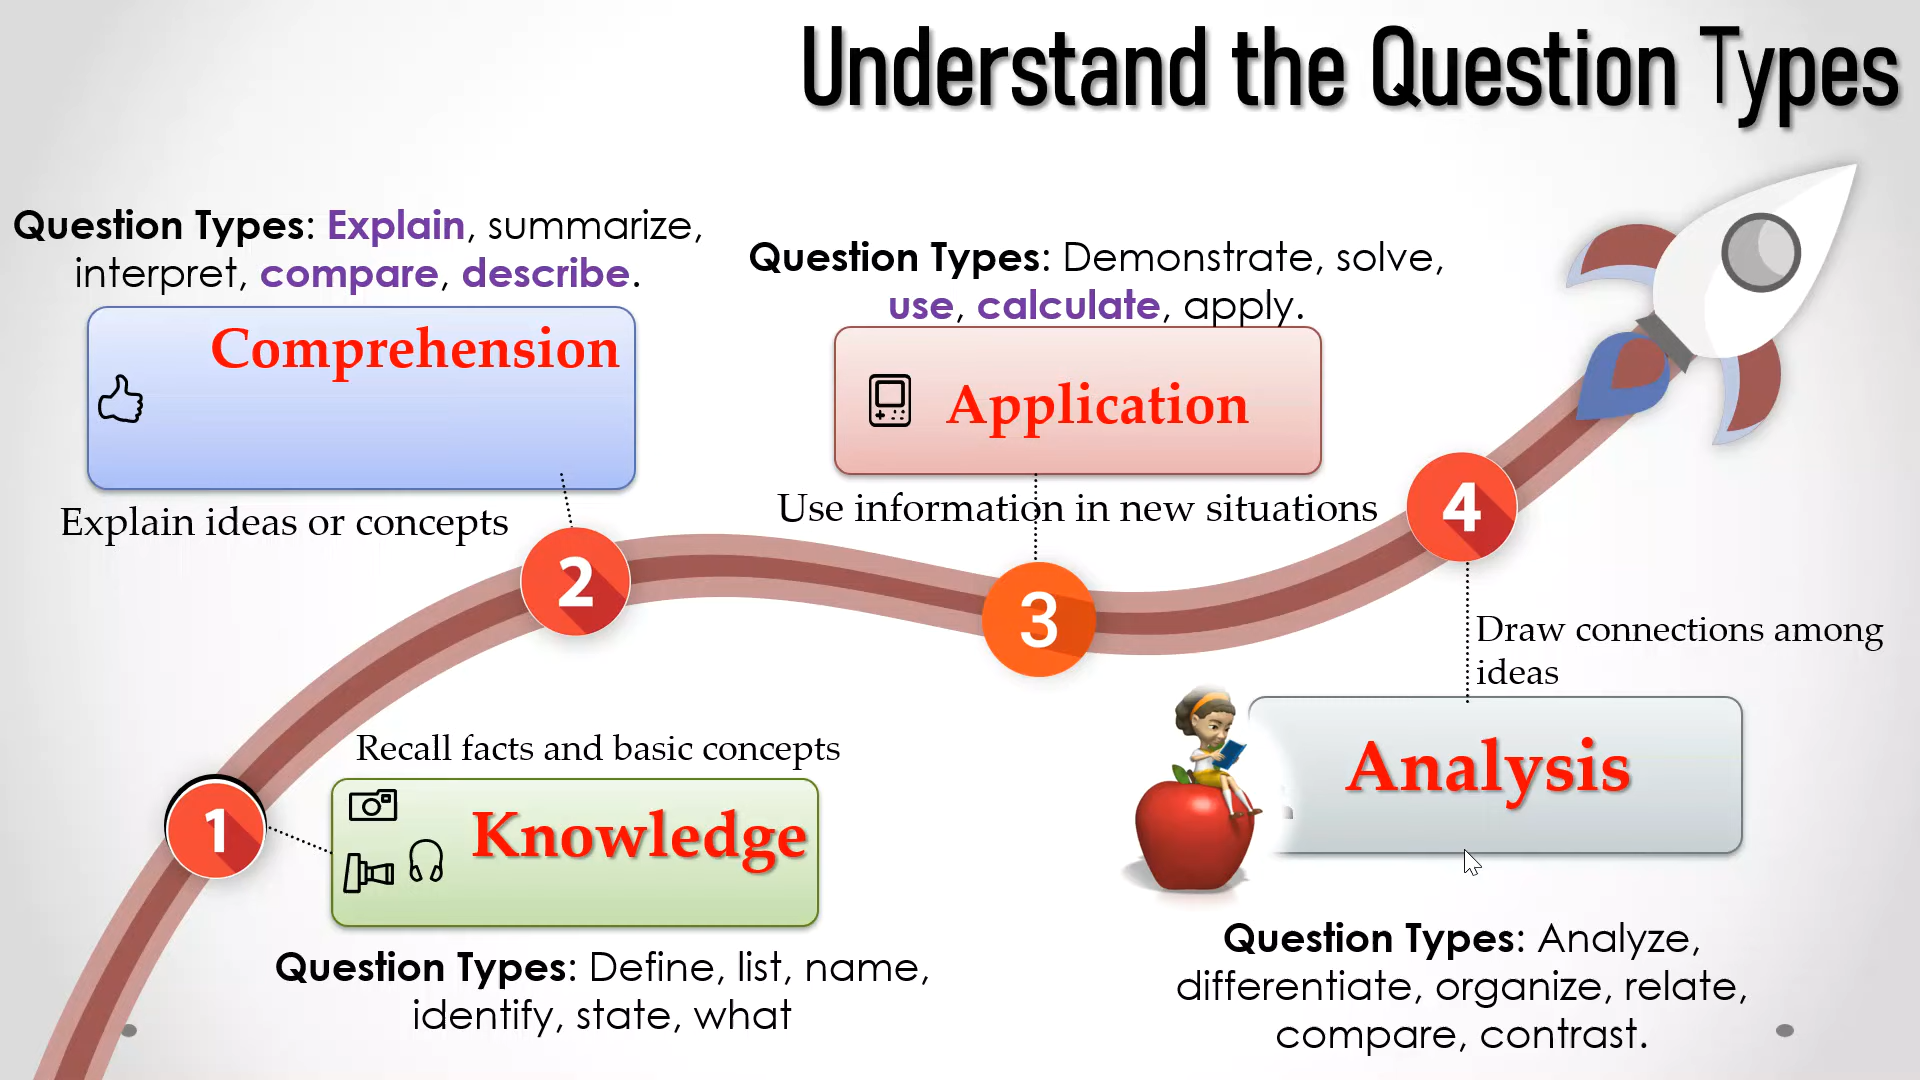 Understand the Question Types
Question Types: Explain, summarize,
interpret, compare, describe.
Comprehension
Explain ideas or concepts
2
Question Types: Demonstrate, solve,
use, calculate, apply.
Application
Use information in new situations
3
4
Draw connections among
ideas
Analysis
Question Types: Analyze,
differentiate, organize, relate,
compare, contrast.
1
Recall facts and basic concepts
Knowledge
Question Types: Define, list, name,
identify, state, what